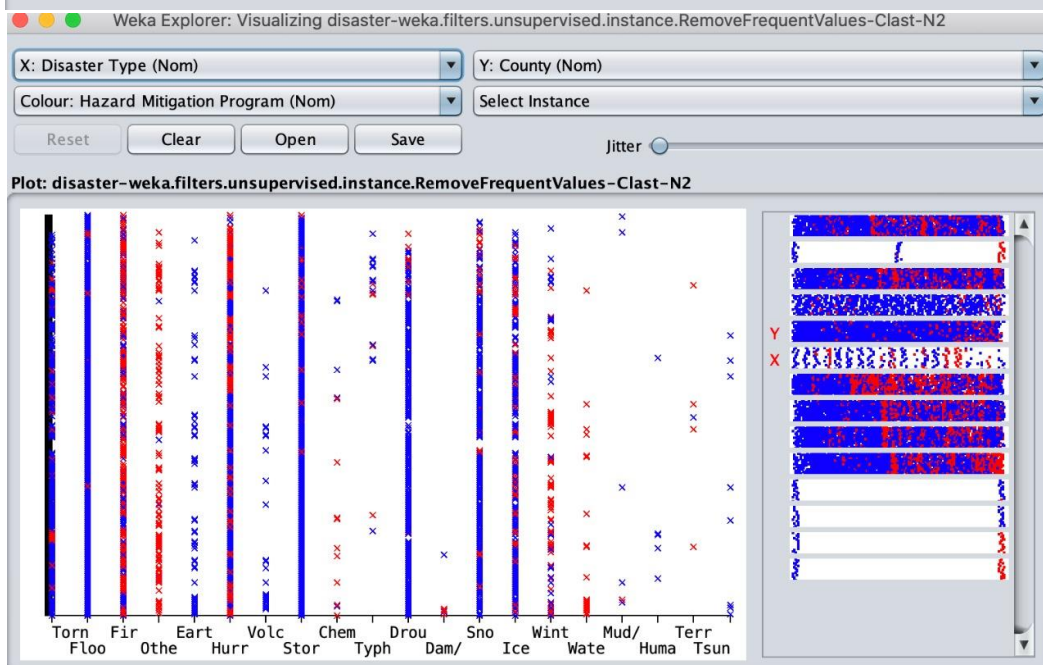 Weka Explorer: Visualizing disaster-weka.filters.unsupervised.instance.RemoveFrequentValues-Clast-N2
X: Disaster Type (Nom) Y: County (Nom)
Colour: Hazard Mitigation Program (Nom) Select Instance
Reset Clear Open Save Jitter
Plot: disaster-weka.filters.unsupervised.instance.RemoveFrequentValues-Clast-N2
Y
X
Torn Fir Eart Volc Chem Drou Sno Wint Mud/ Terr
Floo Othe Hurr Stor Typh Dam/ Ice Wate Huma Tsun